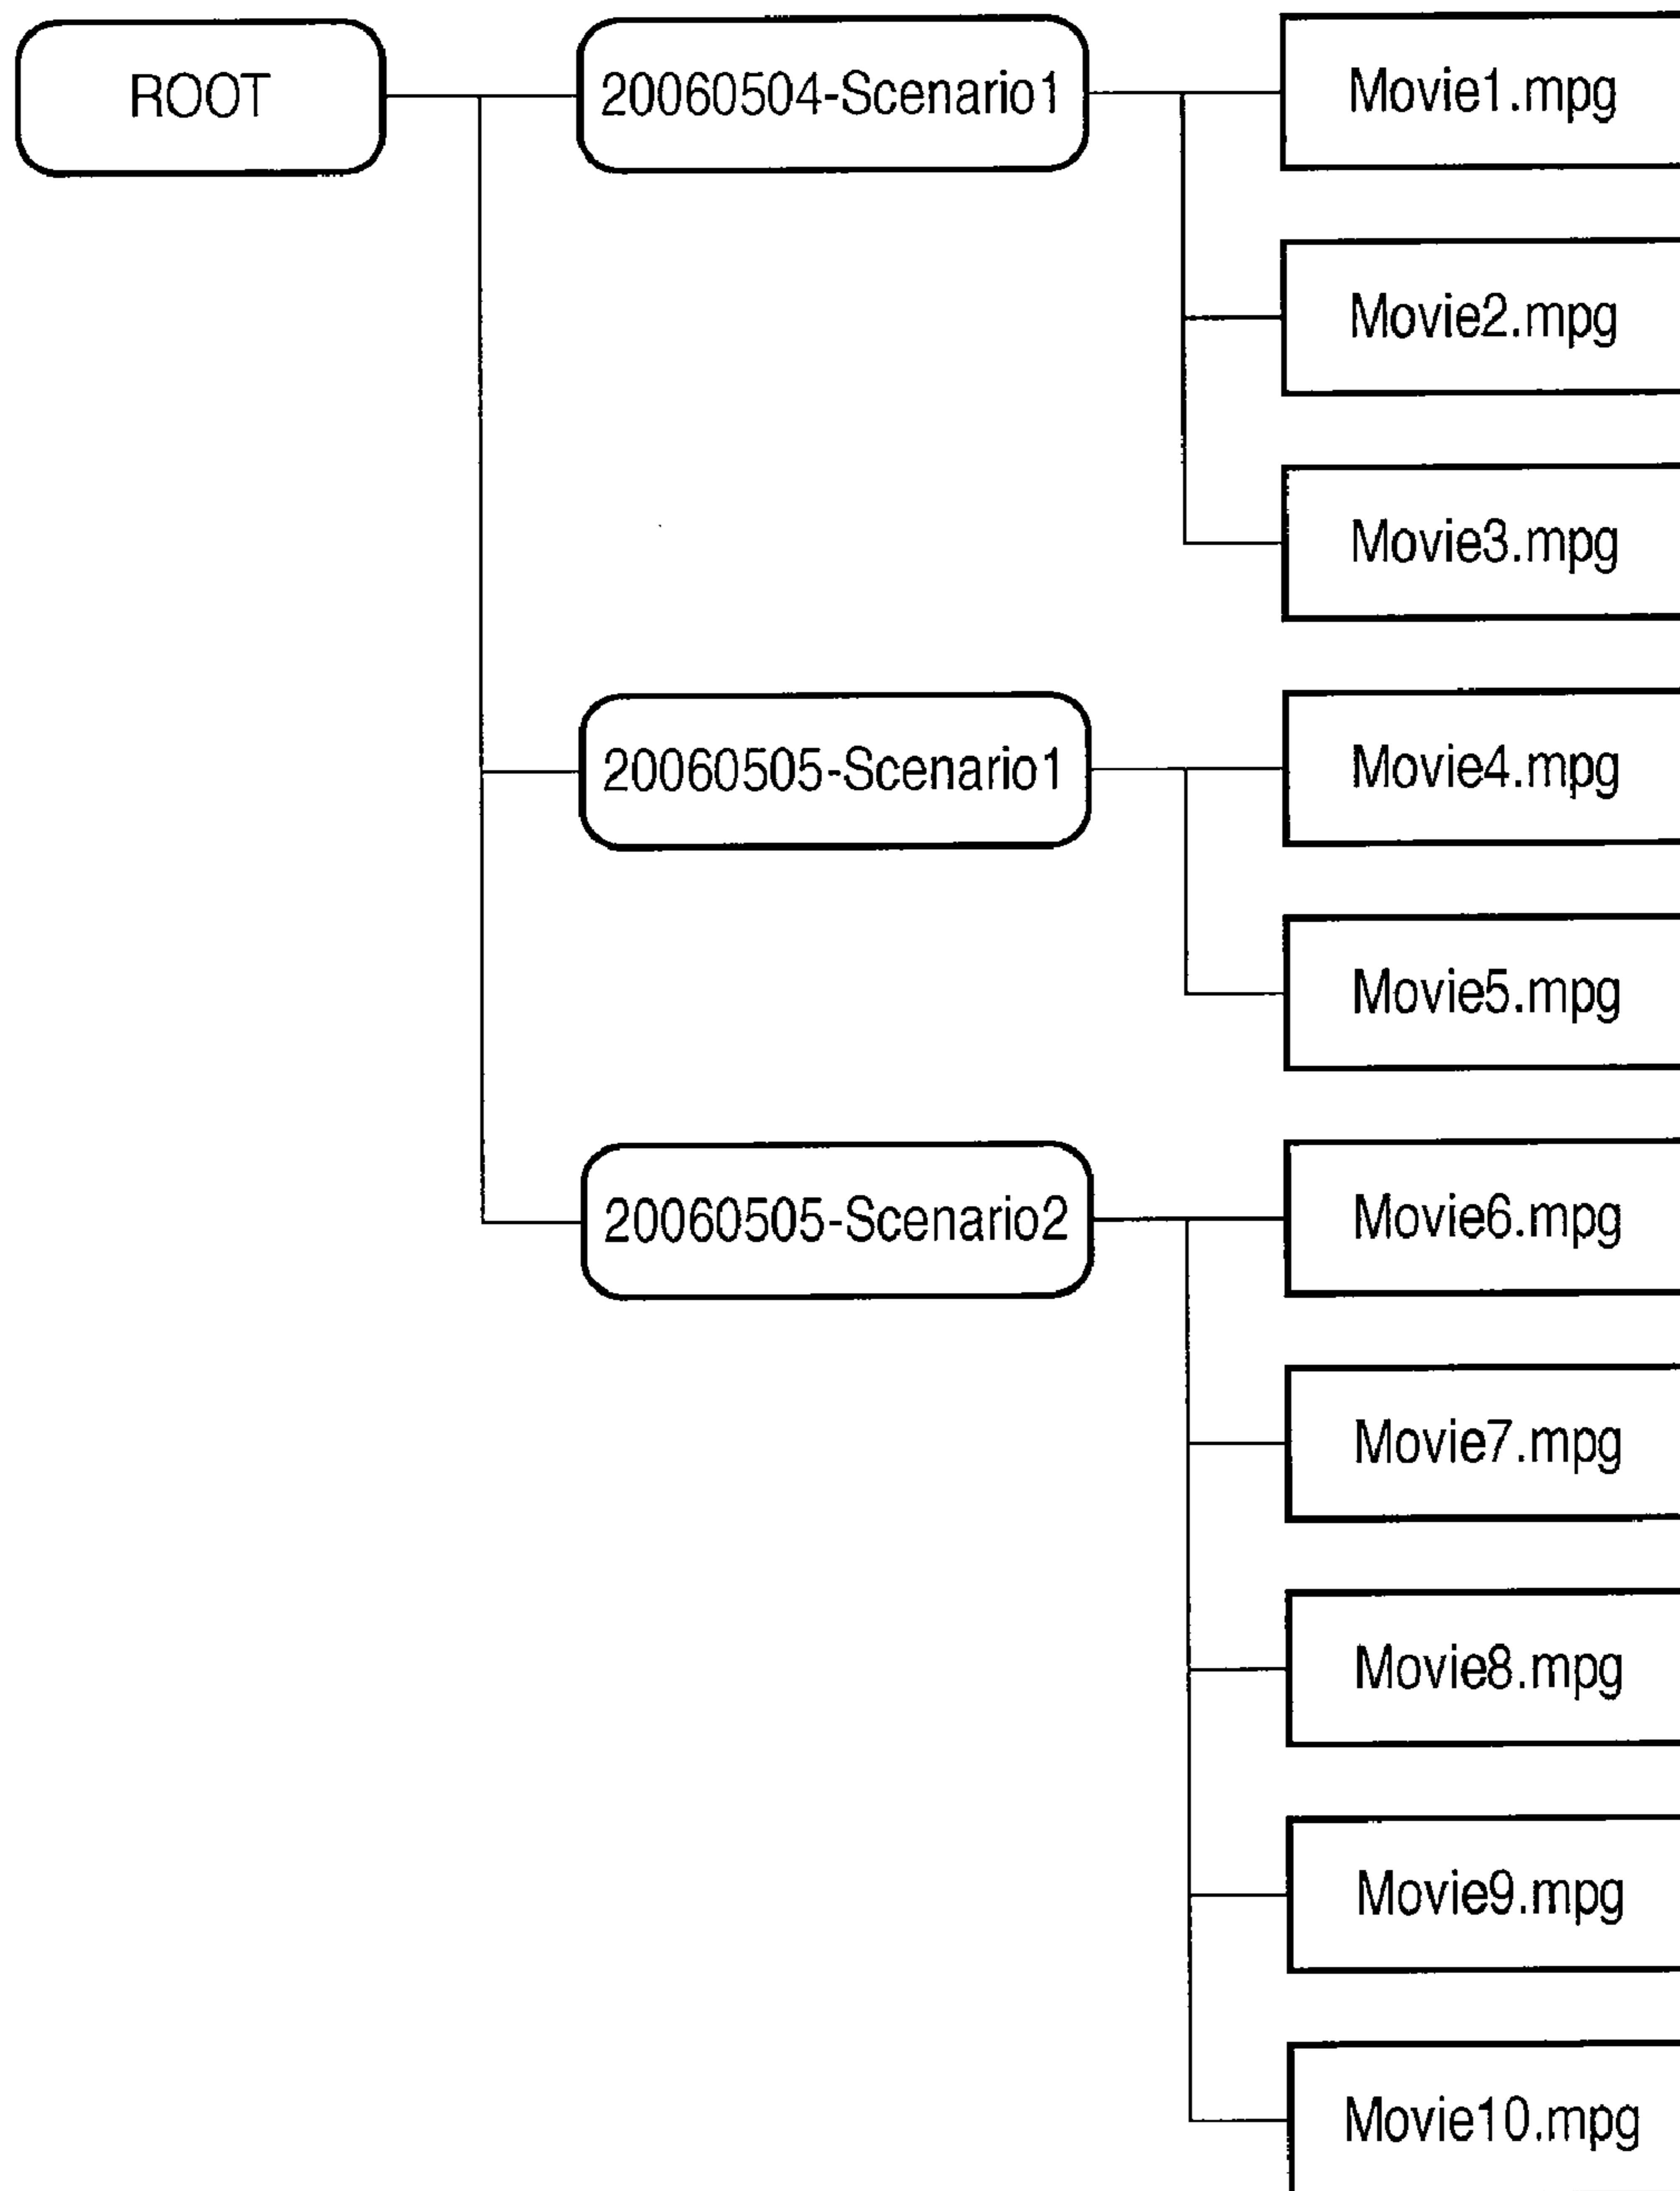 ROOT
20060504-Scenario1
Movie1.mpg
Movie2.mpg
Movie3.mpg
20060505-Scenario1
Movie4.mpg
Movie5.mpg
20060505-Scenario2
Movie6.mpg
Movie7.mpg
Movie8.mpg
Movie9.mpg
Movie10.mpg